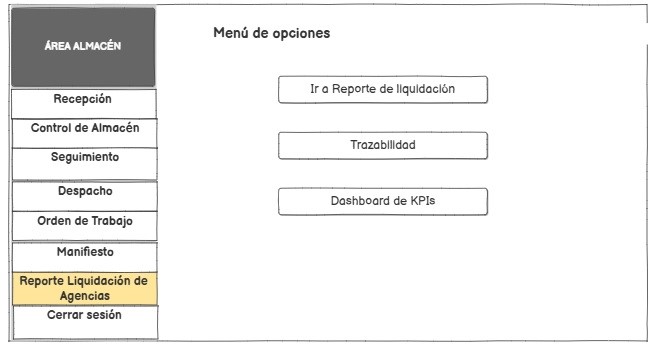 ÁREA ALMACÉN
Recepción
Control de Almacén
Seguimiento
Despacho
Orden de Trabajo
Manifiesto
Reporte Liquidación de
Agencias
Cerrar sesión
Menú de opciones
Ir a Reporte de liquidación
Trazabilidad
Dashboard de KPIs